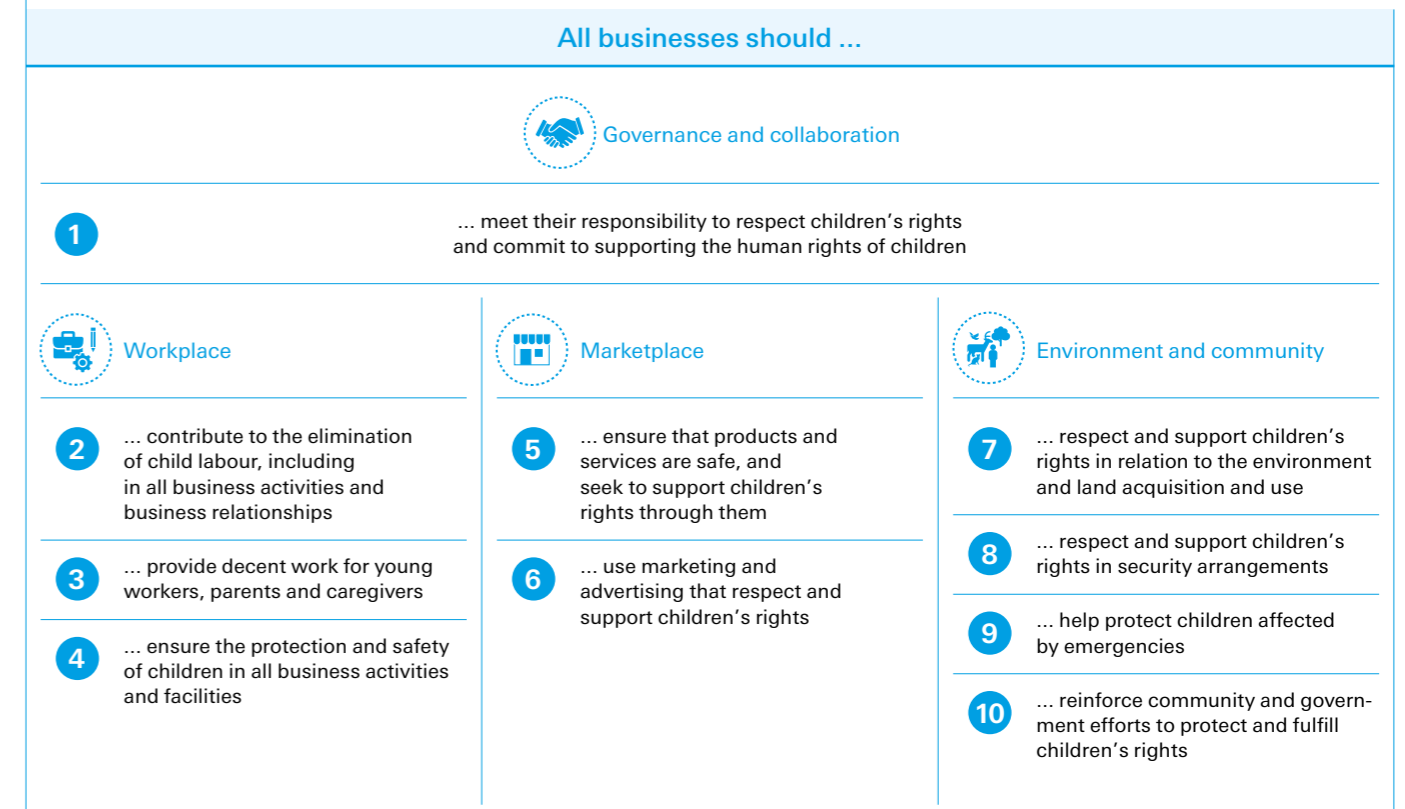 All businesses should ...
Governance and collaboration
1
... meet their responsibility to respect children's rights
and commit to supporting the human rights of children
Workplace
2
... contribute to the elimination
of child labour, including
in all business activities and
business relationships
3
... provide decent work for young
workers, parents and caregivers
4
... ensure the protection and safety
of children in all business activities
and facilities
Marketplace
5
... ensure that products and
services are safe, and
seek to support children's
rights through them
6
... use marketing and
advertising that respect and
support children's rights
Environment and community
7
... respect and support children's
rights in relation to the environment
and land acquisition and use
8
... respect and support children's
rights in security arrangements
9
... help protect children affected
by emergencies
10
... reinforce community and govern-
ment efforts to protect and fulfill
children's rights